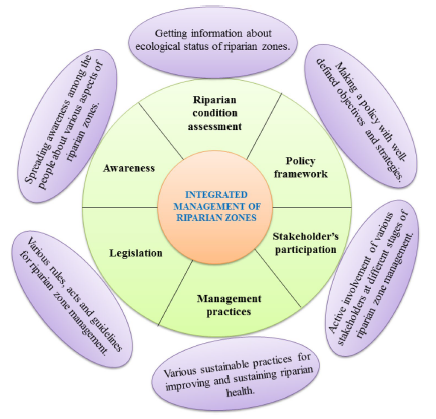 Getting information about
ecological status of riparian zones.
Making a policy with well-
defined objectives and strategies.
Active involvement of various
stakeholders at different stages of
riparian zone management.
Various sustainable practices for
improving and sustaining riparian
health.
Various rules, acts and guidelines
for riparian zone management.
Spreading awareness among the
people about various aspects of
riparian zones.
Riparian
condition
assessment
Policy
framework
Stakeholder's
participation
Management
practices
Legislation
Awareness
INTEGRATED
MANAGEMENT OF
RIPARIAN ZONES